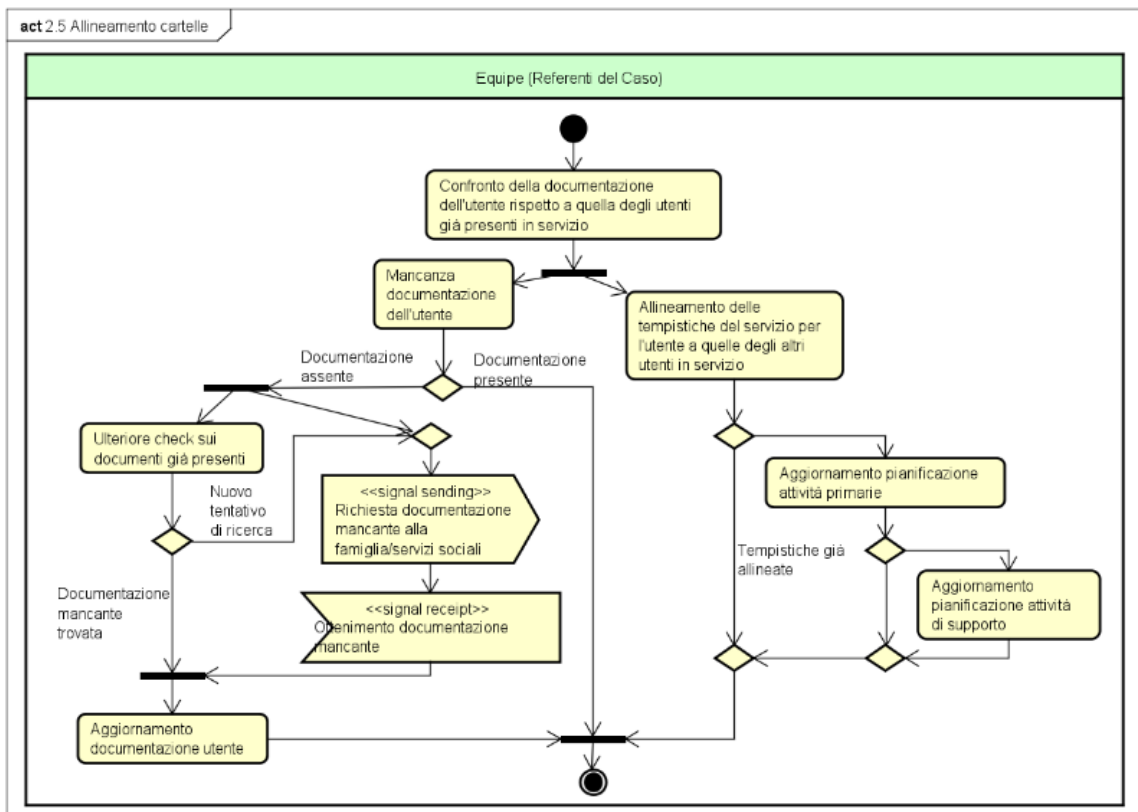 act 2.5 Allineamento cartelle
Equipe (Referenti del Caso)
Confronto della documentazione
dell'utente rispetto a quella degli utenti
già presenti in servizio
Mancanza
documentazione
dell'utente
Allineamento delle
tempistiche del servizio per
l'utente a quelle degli altri
utenti in servizio
Documentazione
assente
Documentazione
presente
Ulteriore check sui
documenti già presenti
Nuovo
tentativo
di ricerca
<<signal sending>>
Richiesta documentazione
mancante alla
famiglia/servizi sociali
Aggiornamento pianificazione
attività primarie
Tempistiche già
allineate
Aggiornamento
pianificazione attività
di supporto
Documentazione
mancante
trovata
<<signal receipt>>
Ottenimento documentazione
mancante
Aggiornamento
documentazione utente